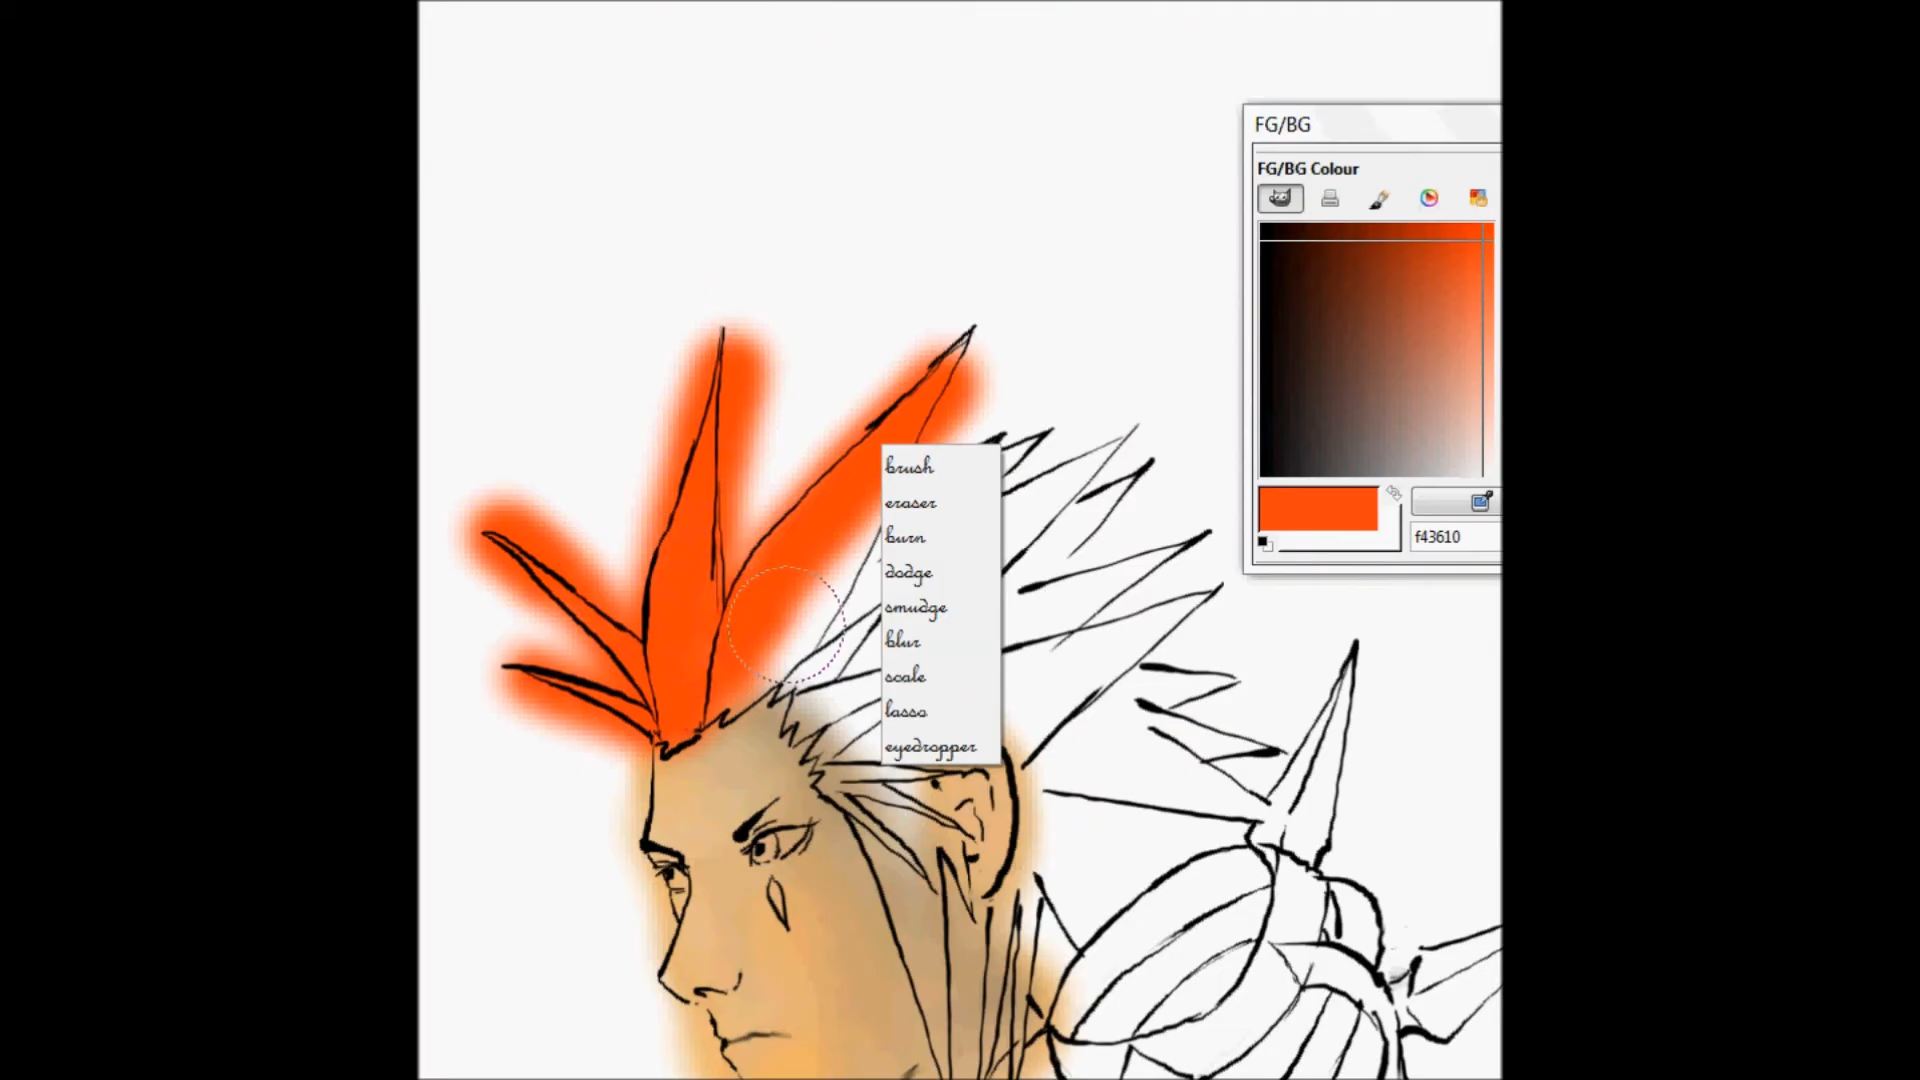 FG/BG
FG/BG Colour
f43610
brush
eraser
burn
dodge
smudge
blur
scale
lasso
eyedropper